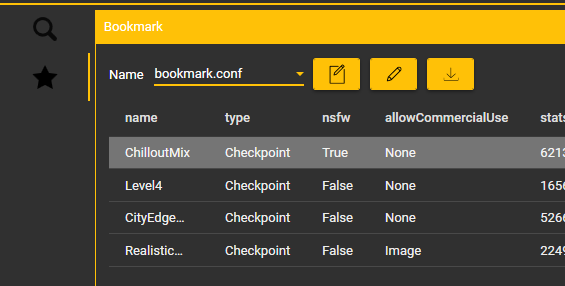 Bookmark
Name bookmark.conf
name type nsfw allowCommercialUse stats
ChilloutMix Checkpoint True None 6213
Level4 Checkpoint False None 1656
CityEdge… Checkpoint False None 5266
Realistic… Checkpoint False Image 2249